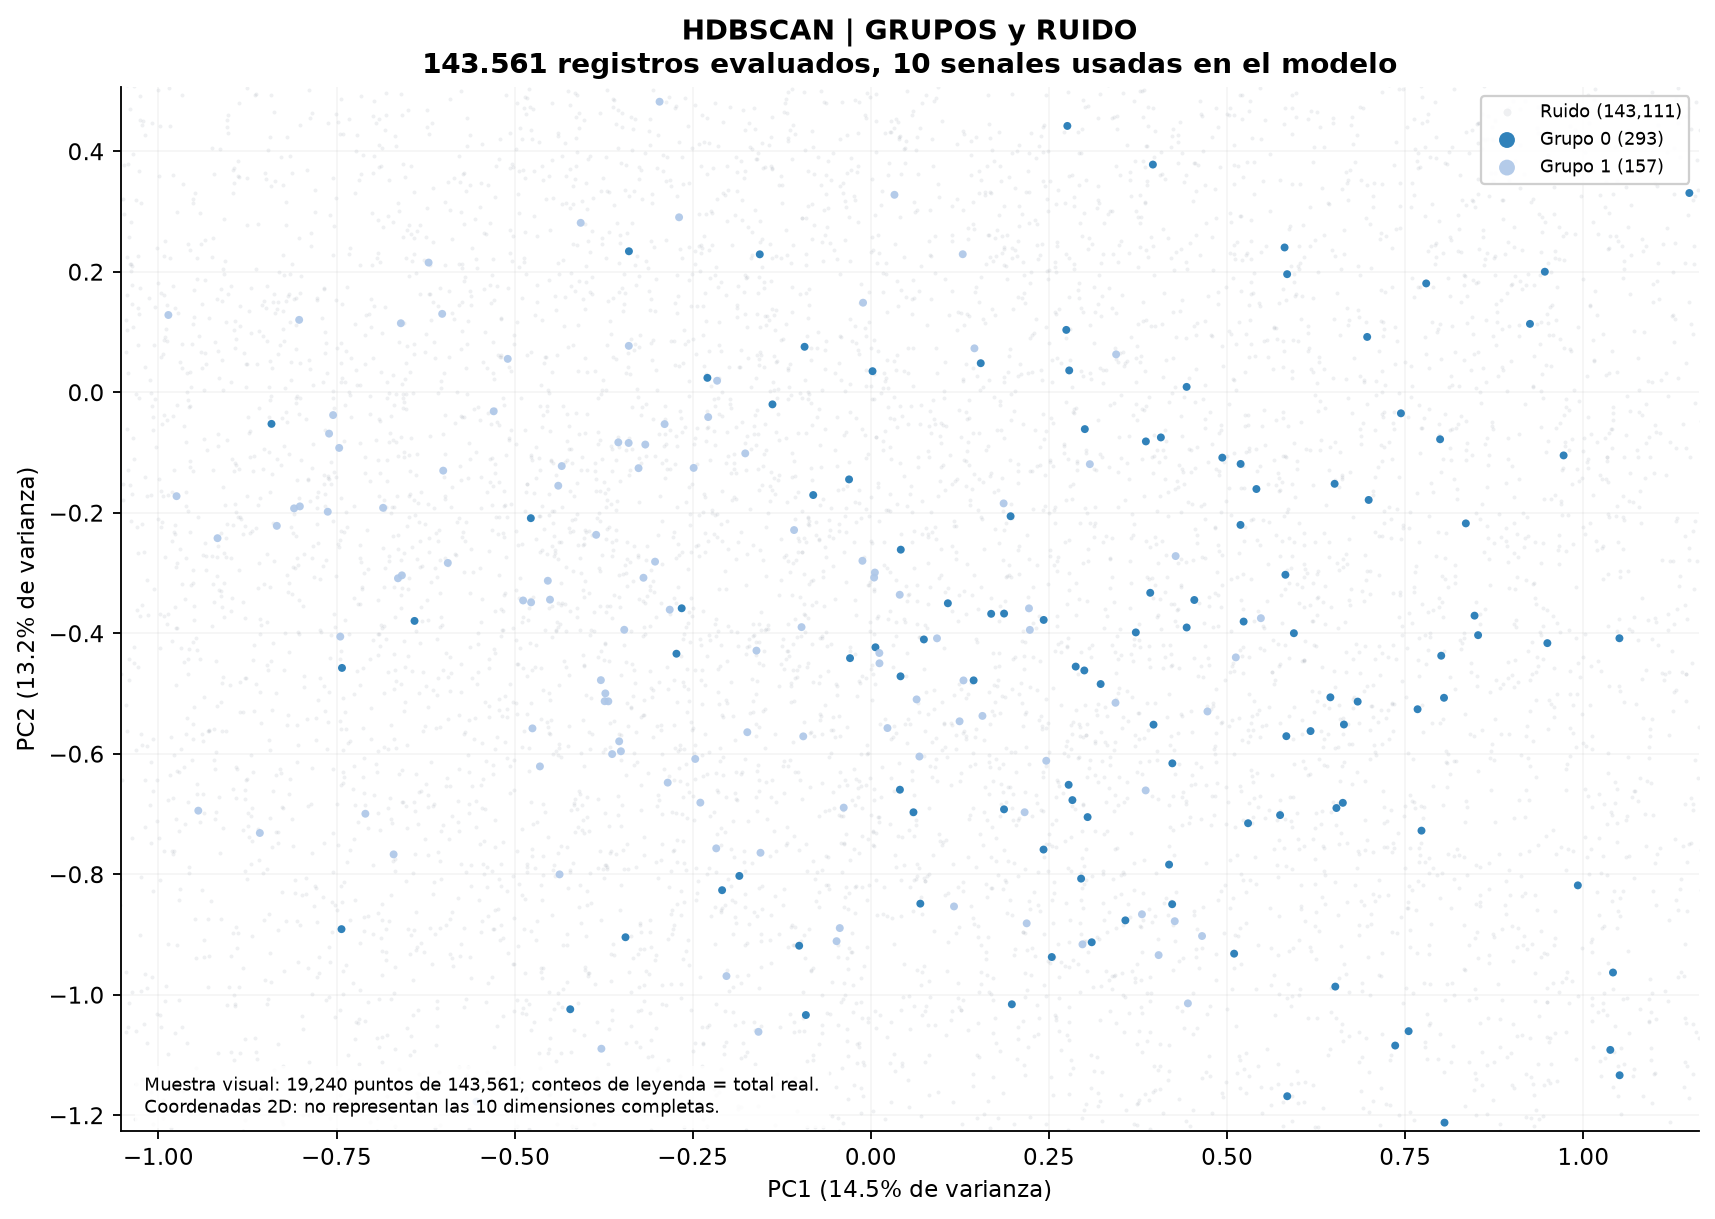 HDBSCAN | GRUPOS y RUIDO
143.561 registros evaluados, 10 senales usadas en el modelo
Ruido (143,111)
Grupo 0 (293)
Grupo 1 (157)
PC2 (13.2% de varianza)
0.4
0.2
0.0
−0.2
−0.4
−0.6
−0.8
−1.0
−1.2
Muestra visual: 19,240 puntos de 143,561; conteos de leyenda = total real.
Coordenadas 2D: no representan las 10 dimensiones completas.
−1.00 −0.75 −0.50 −0.25 0.00 0.25 0.50 0.75 1.00
PC1 (14.5% de varianza)